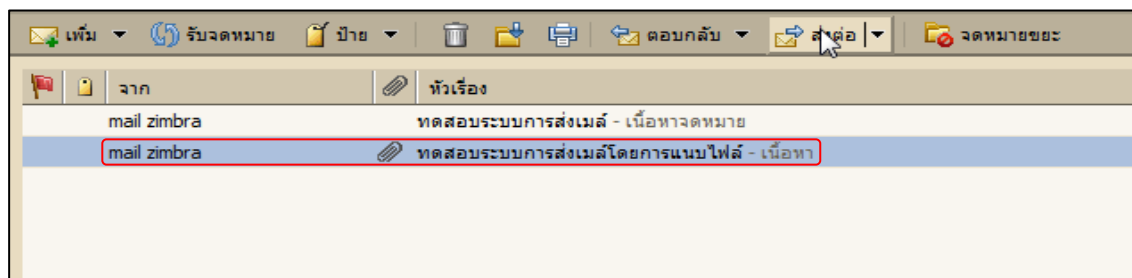 เพิ่ม รับจดหมาย ป้าย ตอบกลับ ส่งต่อ จดหมายขยะ
จาก หัวเรื่อง
mail zimbra ทดสอบระบบการส่งเมล์ - เนื้อหาจดหมาย
mail zimbra ทดสอบระบบการส่งเมล์โดยการแนบไฟล์ - เนื้อหา